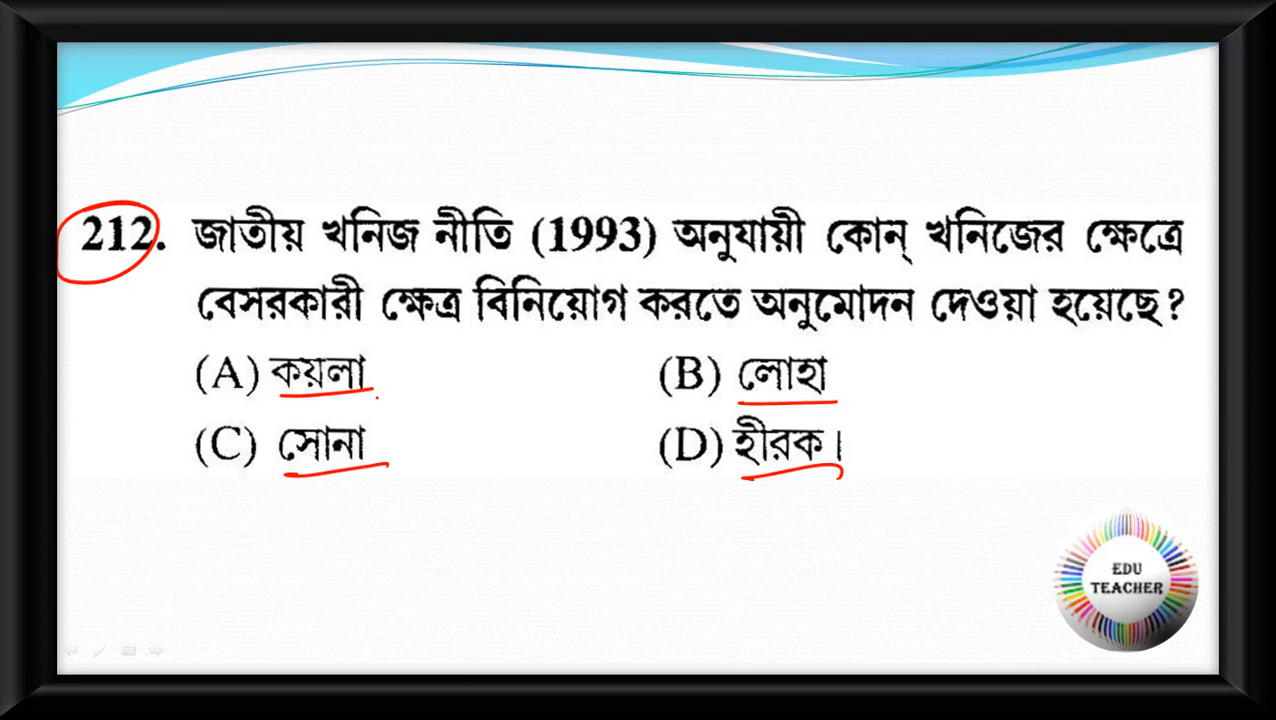 212. জাতীয় খনিজ নীতি (1993) অনুযায়ী কোন্ খনিজের ক্ষেত্রে
বেসরকারী ক্ষেত্র বিনিয়োগ করতে অনুমোদন দেওয়া হয়েছে?
(A) কয়লা (B) লোহা
(C) সোনা (D) হীরক।
EDU
TEACHER